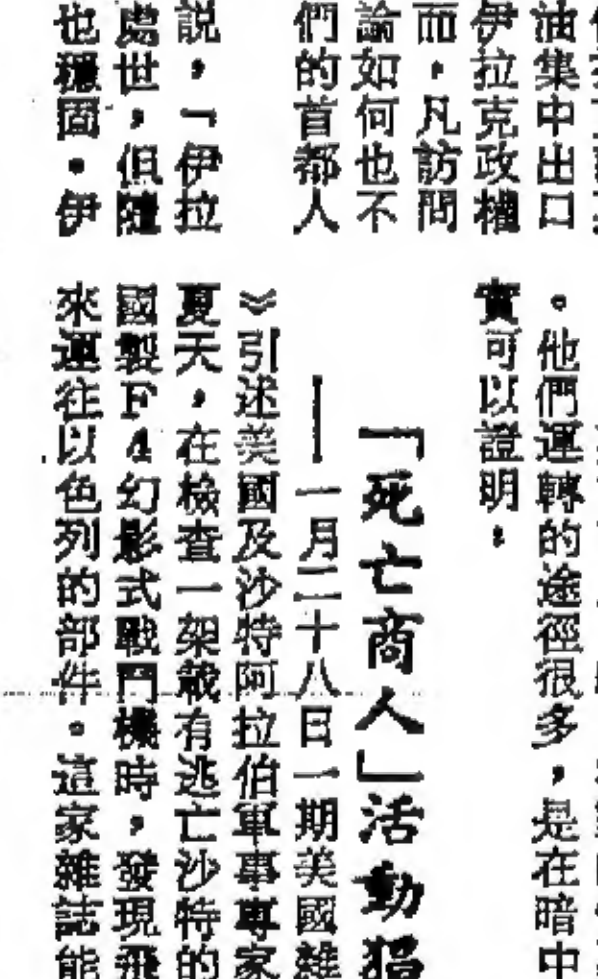 油集中出口
伊拉克政權
而，凡訪問
論如何也不
們的首都人
說，「伊拉
處世，但隨
也穩固。伊
。他們運轉的途徑很多，是在暗中
實可以證明。
「死亡商人」活動猖
——一月二十八日一期美國雜
》引述美國及沙特阿拉伯軍事專家
夏天，在檢查一架載有逃亡沙特的
國製F4幻影式戰鬥機時，發現飛
來運往以色列的部件。這家雜誌能